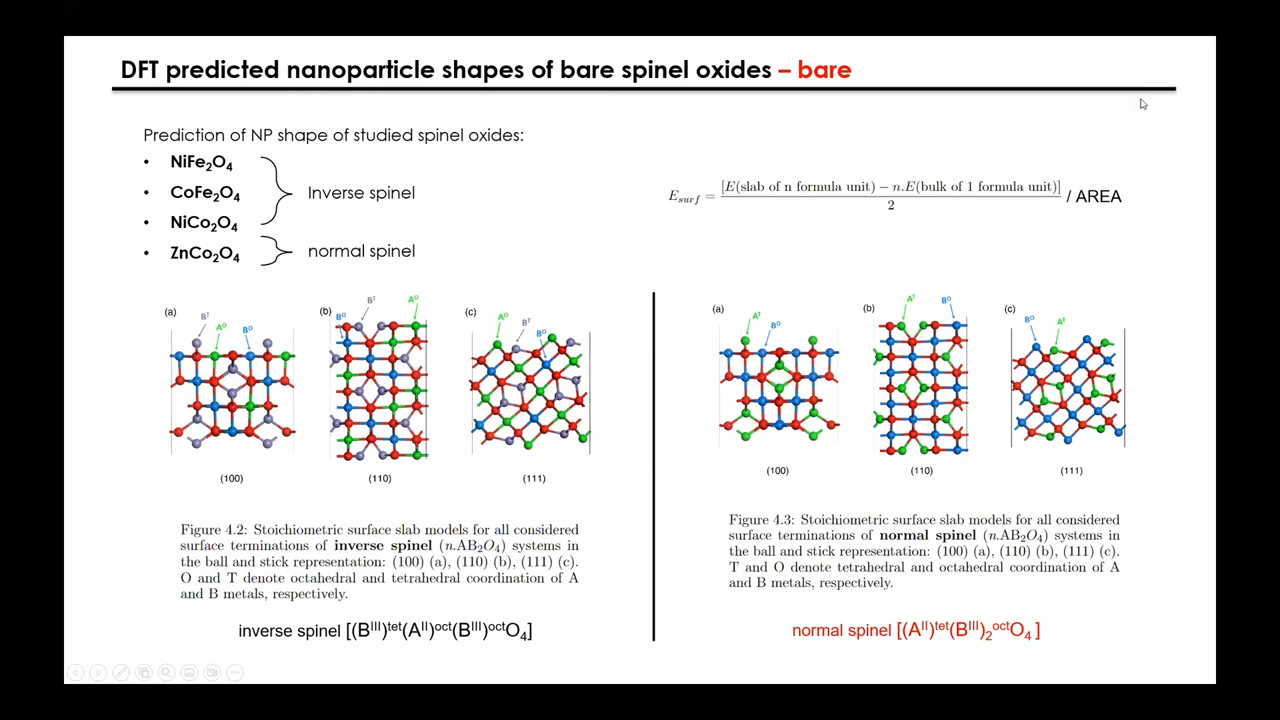 DFT predicted nanoparticle shapes of bare spinel oxides – bare
Prediction of NP shape of studied spinel oxides:
• NiFe₂O₄
• CoFe₂O₄
Inverse spinel
• NiCo₂O₄
• ZnCo₂O₄
normal spinel
E_surf = [E(slab of n formula unit) − n.E(bulk of 1 formula unit)] / AREA
2
(a)
Bᵀ
Aᴼ
Bᴼ
(100)
(b)
Bᴼ
Bᵀ
Aᴼ
(110)
(c)
Aᴼ
Bᵀ
Bᴼ
(111)
Figure 4.2: Stoichiometric surface slab models for all considered
surface terminations of inverse spinel (n.AB₂O₄) systems in
the ball and stick representation: (100) (a), (110) (b), (111) (c).
O and T denote octahedral and tetrahedral coordination of A
and B metals, respectively.
inverse spinel [(Bᴵᴵᴵ)ᵗᵉᵗ(Aᴵᴵ)ᵒᶜᵗ(Bᴵᴵᴵ)ᵒᶜᵗO₄]
(a)
Aᵀ
Bᴼ
(100)
(b)
Aᵀ
Bᴼ
(110)
(c)
Bᴼ
Aᵀ
(111)
Figure 4.3: Stoichiometric surface slab models for all considered
surface terminations of normal spinel (n.AB₂O₄) systems
in the ball and stick representation: (100) (a), (110) (b), (111) (c).
T and O denote tetrahedral and octahedral coordination of A
and B metals, respectively.
normal spinel [(Aᴵᴵ)ᵗᵉᵗ(Bᴵᴵᴵ)₂ᵒᶜᵗO₄ ]